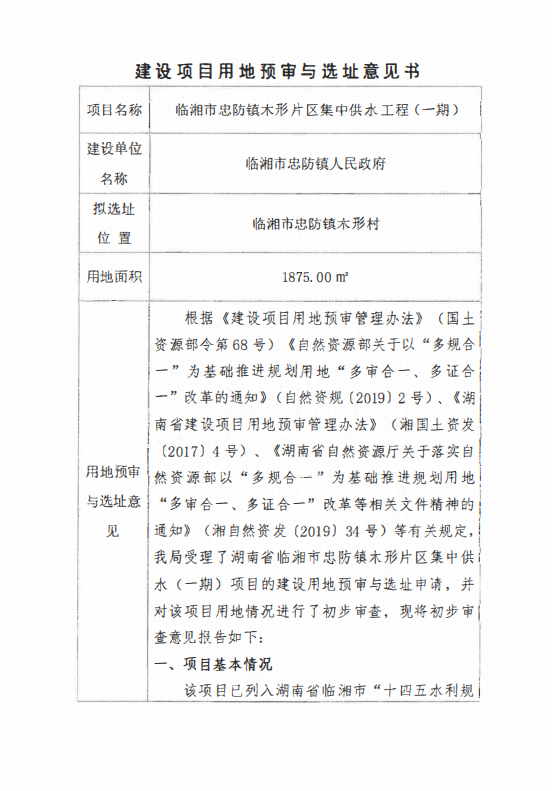 建设项目用地预审与选址意见书
项目名称 临湘市忠防镇木形片区集中供水工程（一期）
建设单位
名称
临湘市忠防镇人民政府
拟选址
位 置
临湘市忠防镇木形村
用地面积 1875.00 ㎡
用地预审
与选址意
见
根据《建设项目用地预审管理办法》（国土
资源部令第 68 号）《自然资源部关于以“多规合
一”为基础推进规划用地“多审合一、多证合
一”改革的通知》（自然资规〔2019〕2 号）、《湖
南省建设项目用地预审管理办法》（湘国土资发
〔2017〕4 号）、《湖南省自然资源厅关于落实自
然资源部以“多规合一”为基础推进规划用地
“多审合一、多证合一”改革等相关文件精神的
通知》（湘自然资发〔2019〕34 号）等有关规定，
我局受理了湖南省临湘市忠防镇木形片区集中供
水（一期）项目的建设用地预审与选址申请，并
对该项目用地情况进行了初步审查，现将初步审
查意见报告如下：
一、项目基本情况
该项目已列入湖南省临湘市“十四五水利规